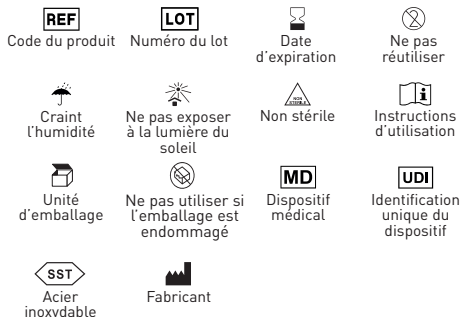 REF
LOT
2
Code du produit
Numéro du lot
Date
d'expiration
Ne pas
réutiliser
NON
STERILE
i
Craint
l'humidité
Ne pas exposer
à la lumière du
soleil
Non stérile
Instructions
d'utilisation
MD
UDI
Unité
d'emballage
Ne pas utiliser si
l'emballage est
endommagé
Dispositif
médical
Identification
unique du
dispositif
SST
Acier
inoxydable
Fabricant